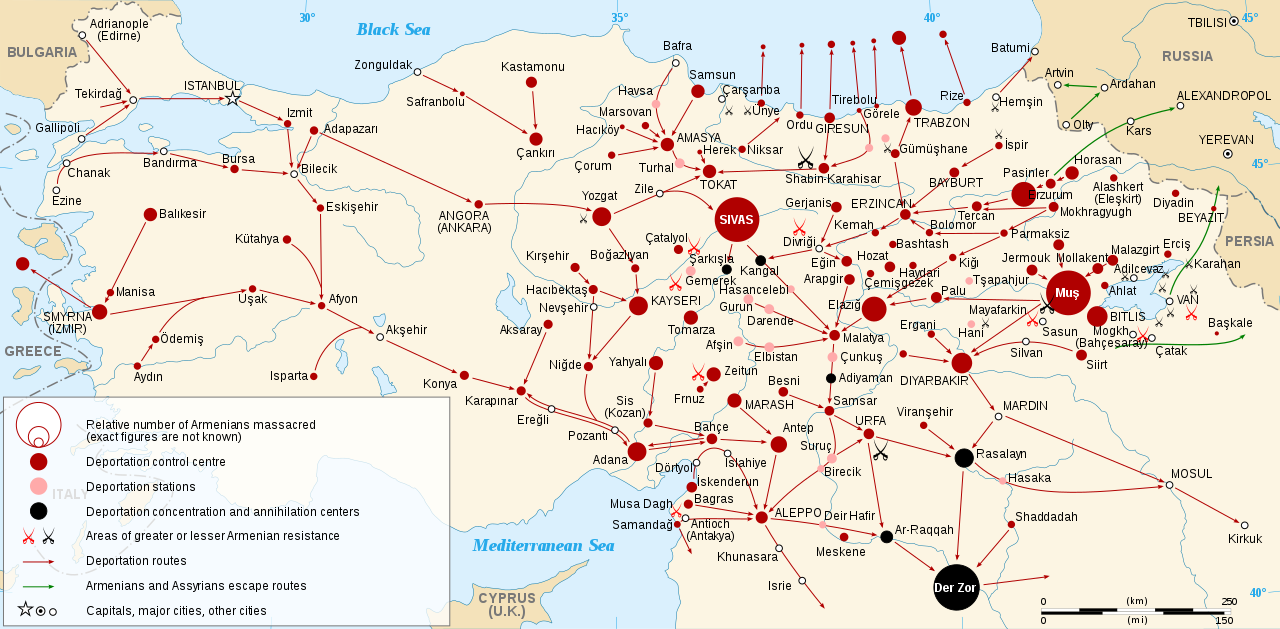 30°
35°
40°
45°
Black Sea
TBILISI
Adrianople
(Edirne)
BULGARIA
Bafra
Batumi
RUSSIA
Zonguldak
Kastamonu
Samsun
Artvin
Ardahan
Tekirdağ
ISTANBUL
Safranbolu
Havsa
Çarşamba
Ünye
Tirebolu
Rize
Hemşin
ALEXANDROPOL
Izmit
Marsovan
Görele
Gallipoli
Adapazarı
Hacıköy
AMASYA
Ordu
GİRESUN
TRABZON
Olty
Kars
Çankırı
Herek
Niksar
Gümüşhane
İspir
YEREVAN
Bandırma
Bursa
Bilecik
Çorum
Turhal
Horasan
45°
Chanak
TOKAT
Shabin-Karahisar
BAYBURT
Pasinler
Zile
Alashkert
(Eleşkirt)
Ezine
Yozgat
Erzurum
Diyadin
Balıkesir
Eskişehir
ANGORA
(ANKARA)
SIVAS
Gerjanis
ERZINCAN
Tercan
Mokhragyugh
BEYAZIT
Kütahya
Çatalyol
Kemah
Bolomor
Parmaksiz
Divriği
Bashtash
Malazgirt
Erciş
PERSIA
Kırşehir
Boğazlıyan
Şarkışla
Eğin
Hozat
Kiği
Jermouk
Mollakent
Karahan
Gemerek
Kangal
Haydari
Adilcevaz
Hacıbektaş
Hasancelebi
Arapgir
Çemişgezek
Tşapahjur
Manisa
Uşak
Afyon
Nevşehir
KAYSERI
Gurun
Elazığ
Palu
Muş
Ahlat
VAN
SMYRNA
(İZMİR)
Darende
Mayafarkin
BITLIS
Akşehir
Aksaray
Tomarza
Ergani
Hani
Sasun
Mogkh
(Bahçesaray)
Başkale
Ödemiş
Afşin
Malatya
GREECE
Elbistan
Çunkuş
Silvan
Çatak
Aydın
Isparta
Niğde
Yahyalı
Zeitun
Siirt
Konya
Besni
Adiyaman
DIYARBAKIR
Karapınar
Frnuz
Sis
(Kozan)
MARASH
Samsar
Viranşehir
MARDIN
Ereğli
Pozantı
Bahçe
Antep
URFA
Adana
Suruç
Rasalayn
Dörtyol
İslahiye
Birecik
MOSUL
İskenderun
Hasaka
ITALY
Bagras
Musa Dagh
ALEPPO
Deir Hafir
Samandağ
Antioch
(Antakya)
Ar-Raqqah
Shaddadah
Kirkuk
Mediterranean Sea
Meskene
Khunasara
Isrie
Der Zor
CYPRUS
(U.K.)
35°
40°
Relative number of Armenians massacred
(exact figures are not known)
Deportation control centre
Deportation stations
Deportation concentration and annihilation centers
Areas of greater or lesser Armenian resistance
Deportation routes
Armenians and Assyrians escape routes
Capitals, major cities, other cities
0 (km) 250
0 (mi) 150